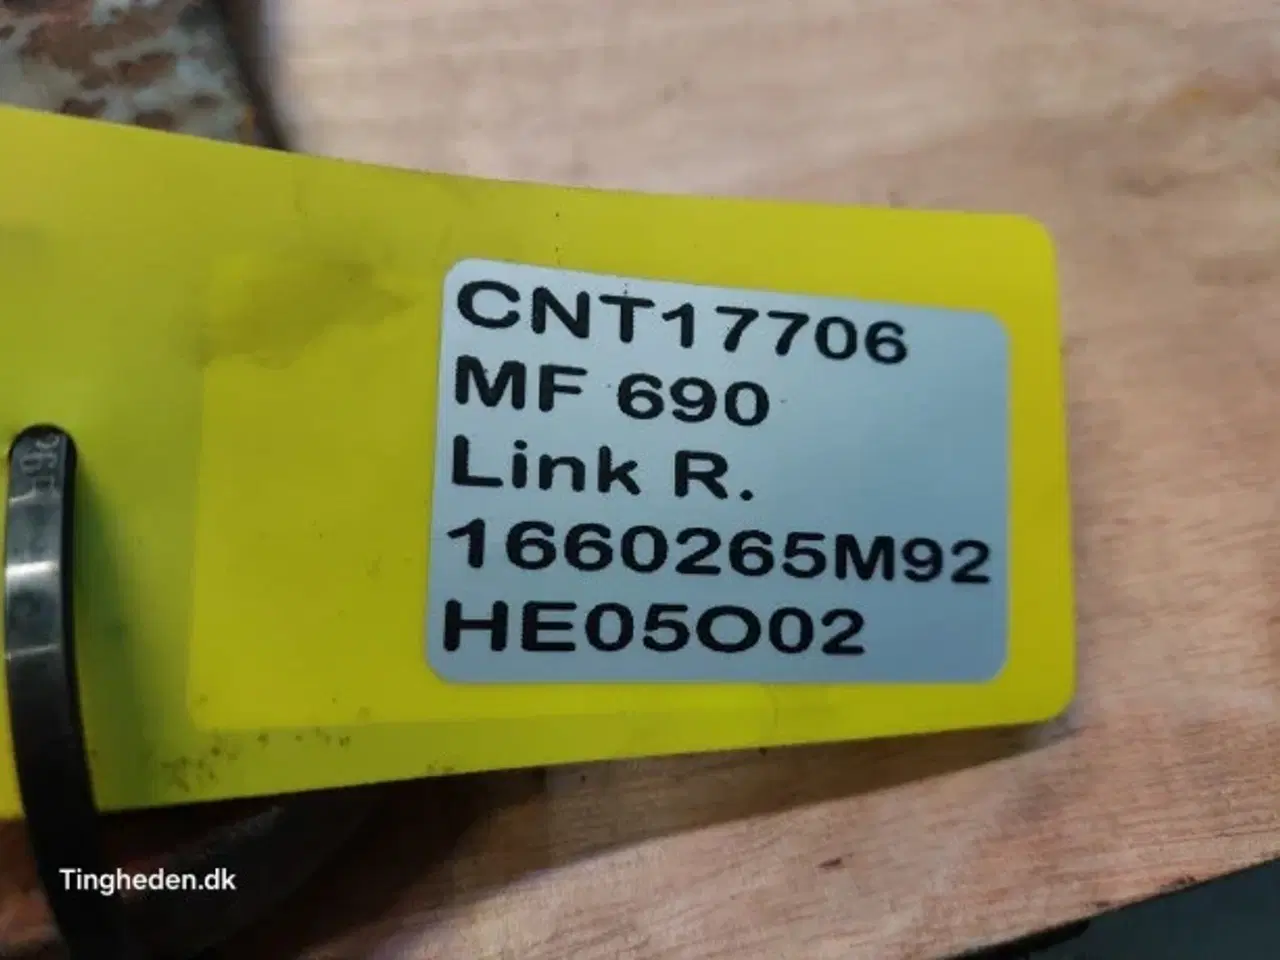 CNT17706
MF 690
Link R.
1660265M92
HE05O02
Tingheden.dk